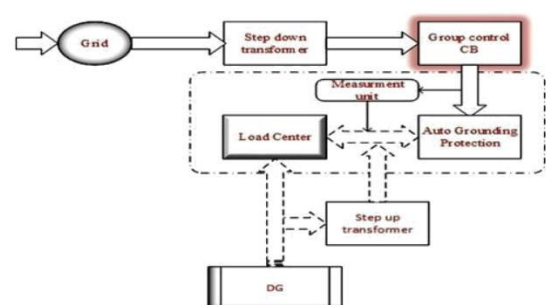 Grid
Step down
transformer
Group control
CB
Measurment
unit
Load Center
Auto Grounding
Protection
Step up
transformer
DG